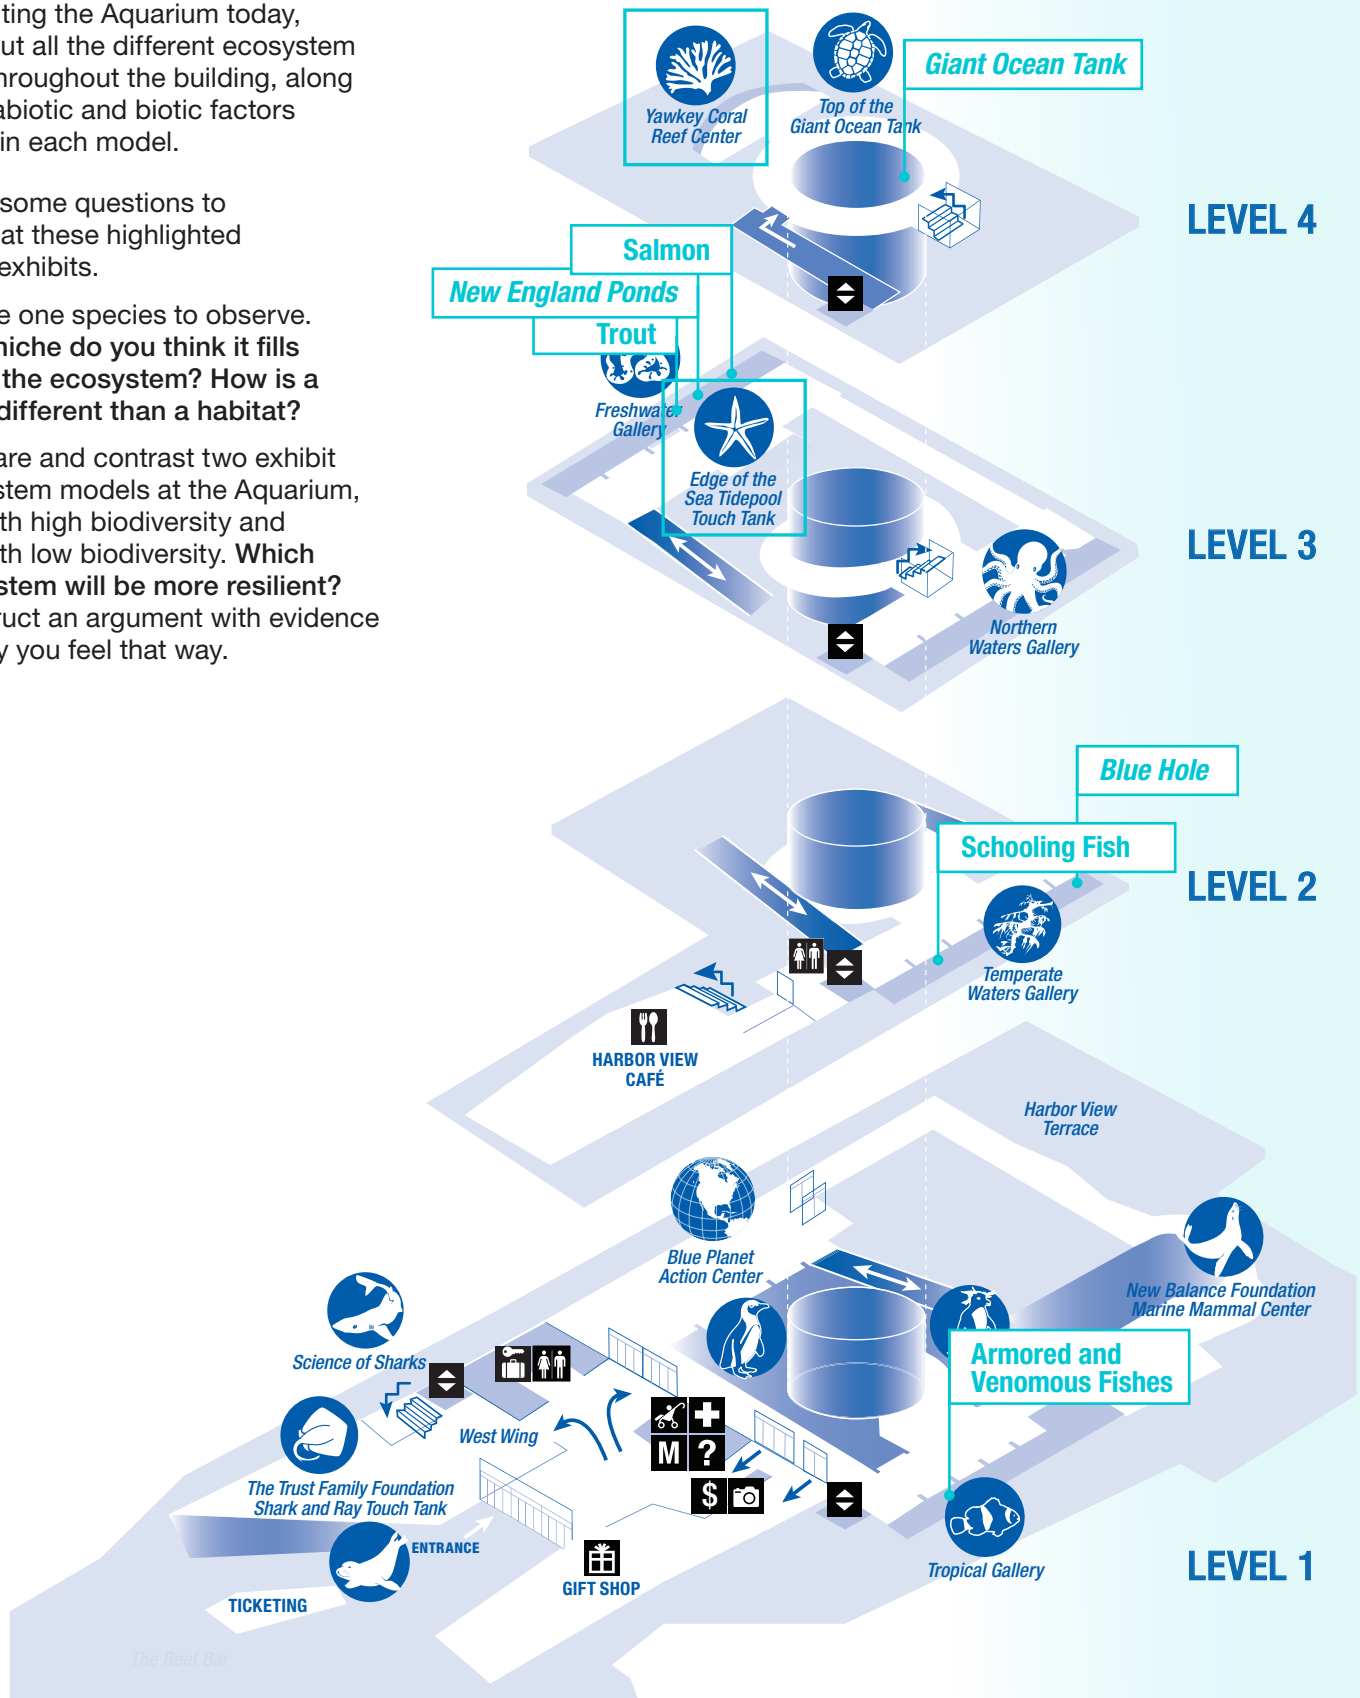 ting the Aquarium today,
ut all the different ecosystem
hroughout the building, along
abiotic and biotic factors
in each model.
some questions to
at these highlighted
exhibits.
e one species to observe.
niche do you think it fills
the ecosystem? How is a
different than a habitat?
are and contrast two exhibit
stem models at the Aquarium,
th high biodiversity and
th low biodiversity. Which
stem will be more resilient?
ruct an argument with evidence
y you feel that way.
Yawkey Coral
Reef Center
Top of the
Giant Ocean Tank
Giant Ocean Tank
LEVEL 4
Salmon
New England Ponds
Trout
Freshwater
Gallery
Edge of the
Sea Tidepool
Touch Tank
Northern
Waters Gallery
LEVEL 3
Blue Hole
Schooling Fish
Temperate
Waters Gallery
LEVEL 2
HARBOR VIEW
CAFÉ
Harbor View
Terrace
Blue Planet
Action Center
New Balance Foundation
Marine Mammal Center
Science of Sharks
Armored and
Venomous Fishes
West Wing
M ?
$
The Trust Family Foundation
Shark and Ray Touch Tank
ENTRANCE
GIFT SHOP
TICKETING
Tropical Gallery
LEVEL 1
The Reef Bar